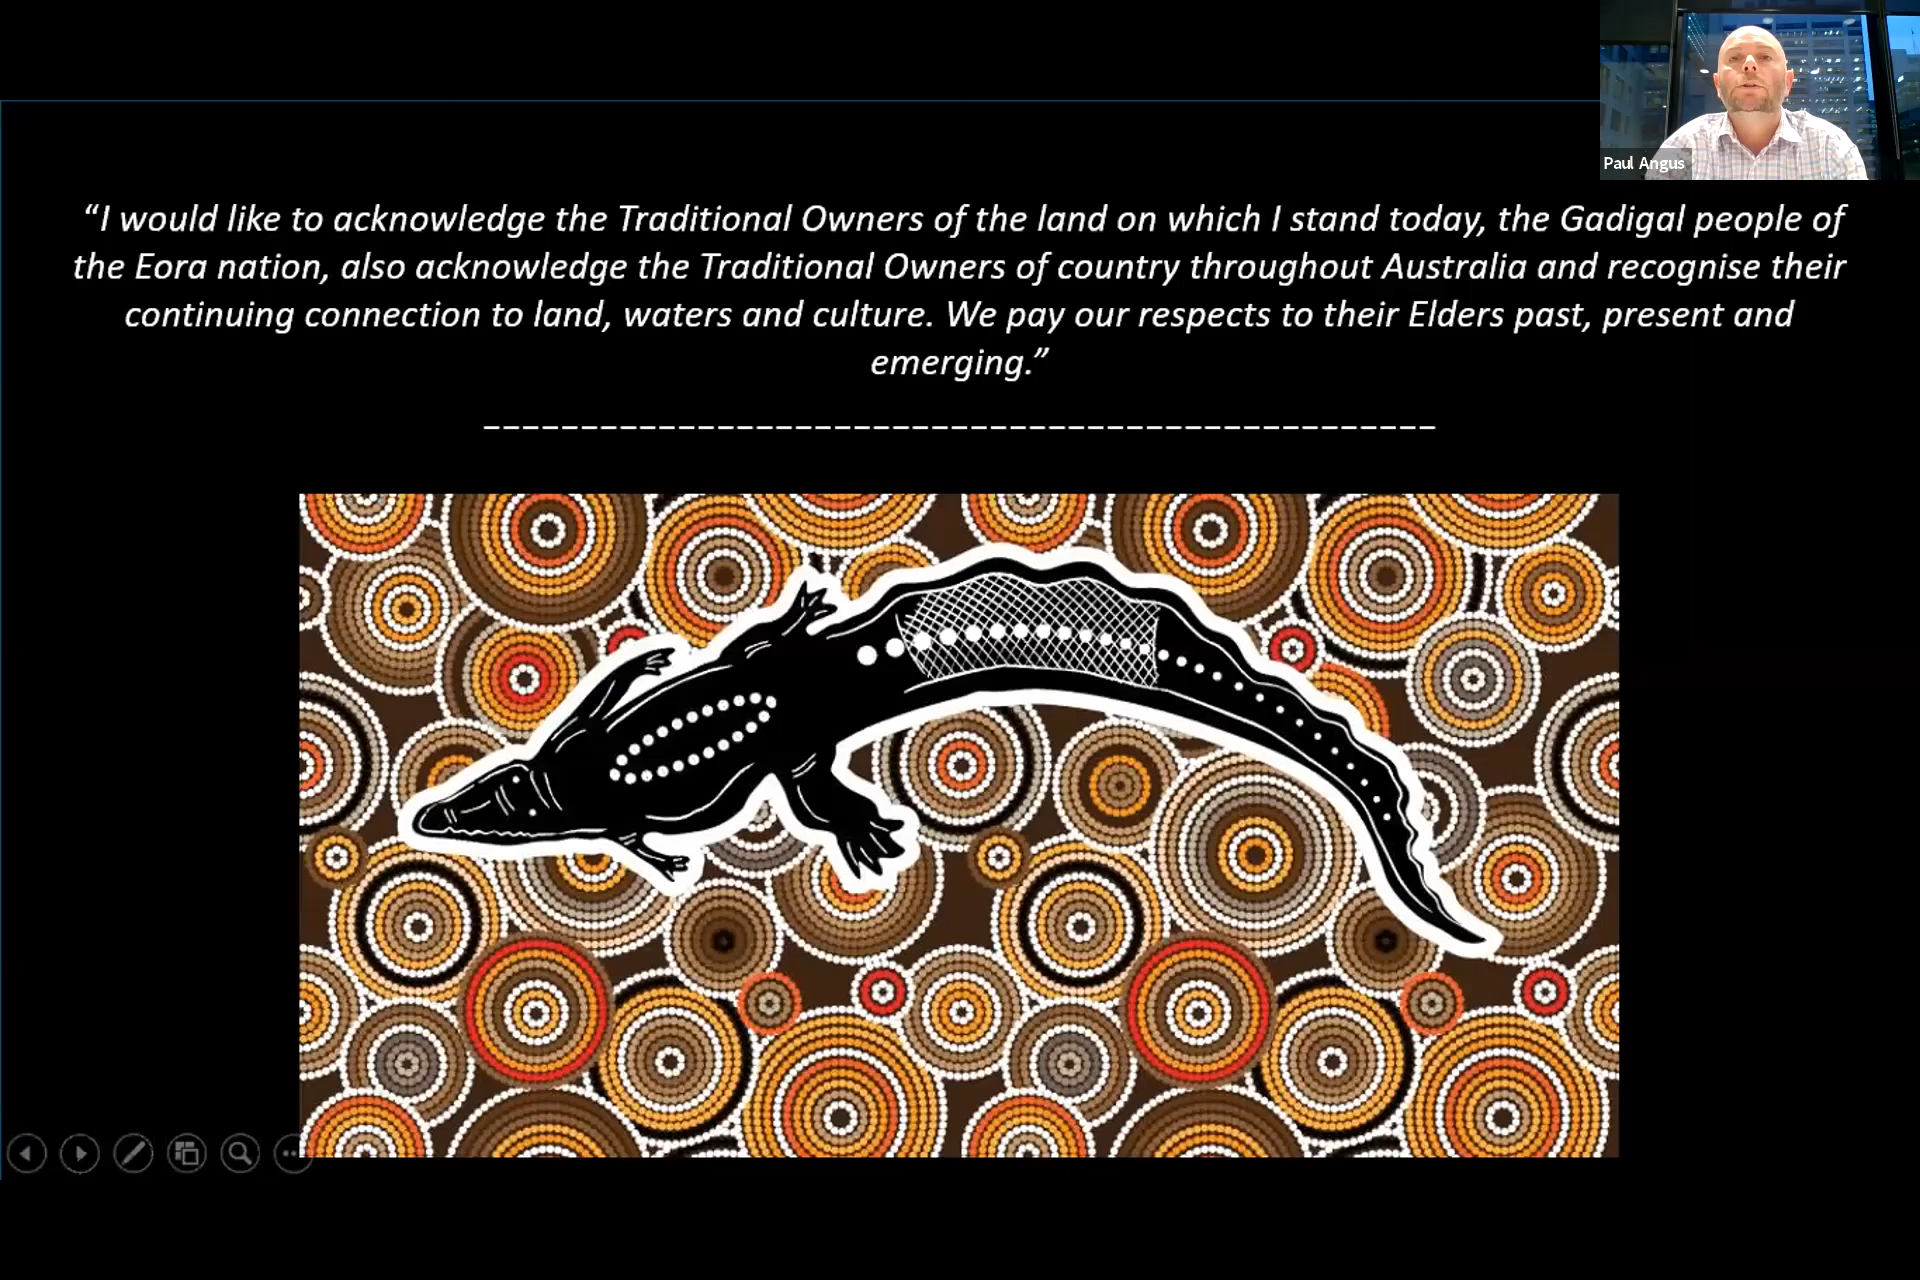 Paul Angus
“I would like to acknowledge the Traditional Owners of the land on which I stand today, the Gadigal people of
the Eora nation, also acknowledge the Traditional Owners of country throughout Australia and recognise their
continuing connection to land, waters and culture. We pay our respects to their Elders past, present and
emerging.”